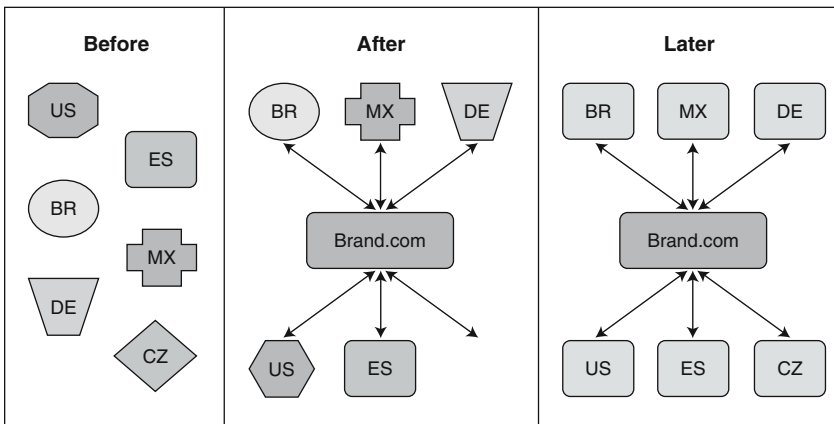 Before
US
ES
BR
MX
DE
CZ
After
BR MX DE
Brand.com
US ES
Later
BR MX DE
Brand.com
US ES CZ